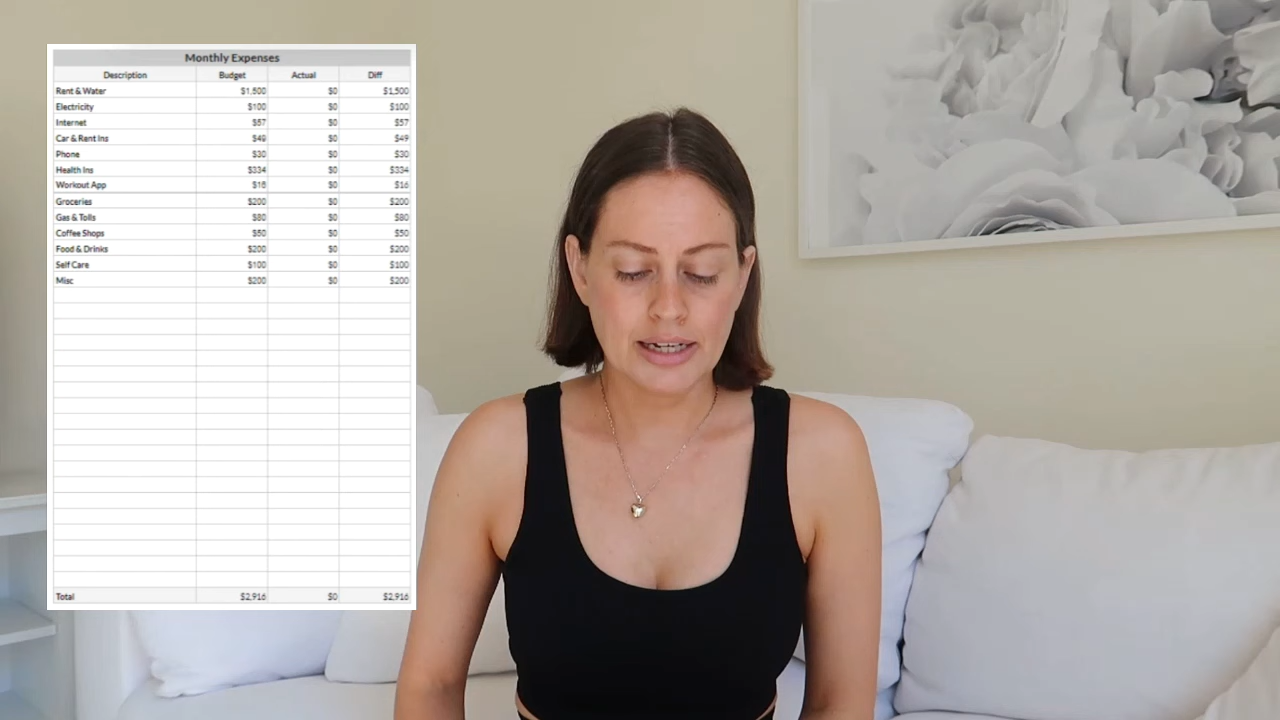 Monthly Expenses
Description Budget Actual Diff
Rent & Water $1,500 $0 $1,500
Electricity $100 $0 $100
Internet $57 $0 $57
Car & Rent Ins $49 $0 $49
Phone $30 $0 $30
Health Ins $334 $0 $334
Workout App $16 $0 $16
Groceries $200 $0 $200
Gas & Tolls $80 $0 $80
Coffee Shops $50 $0 $50
Food & Drinks $200 $0 $200
Self Care $100 $0 $100
Misc $200 $0 $200
Total $2,916 $0 $2,916